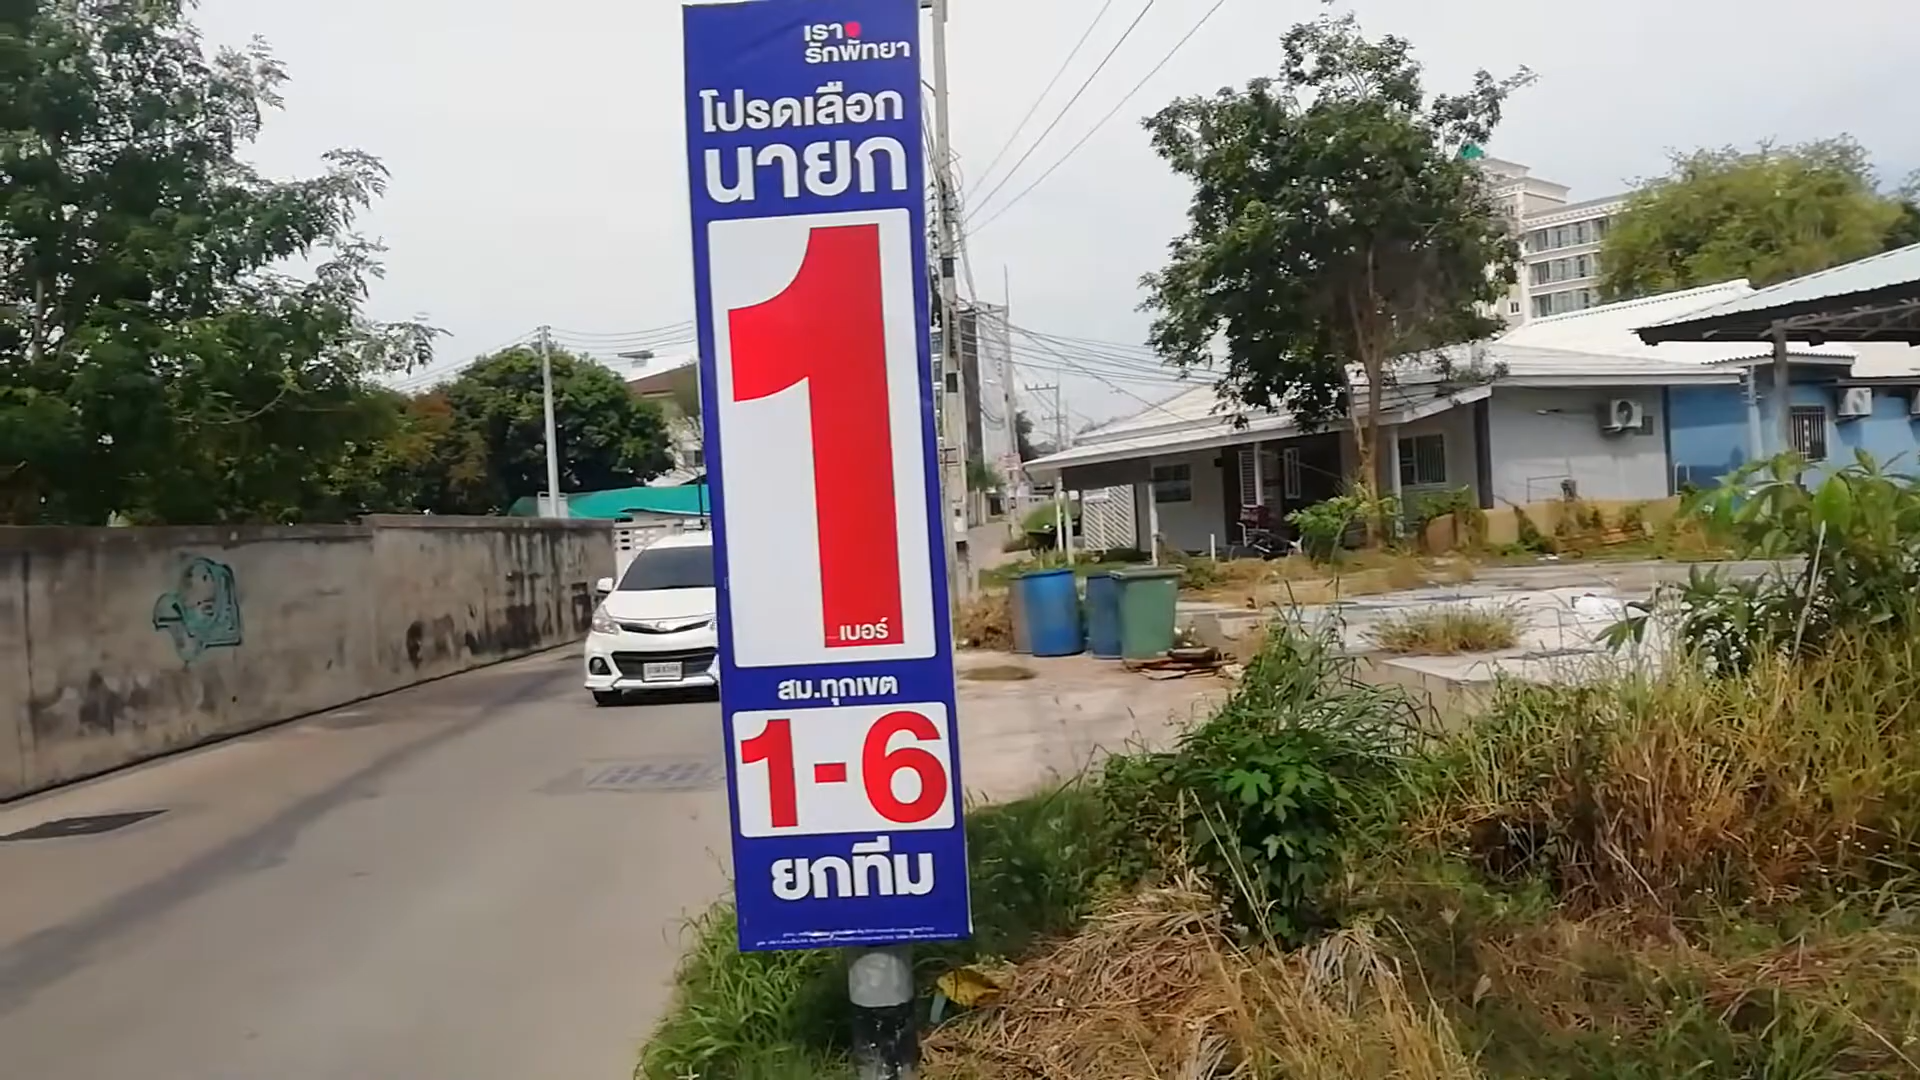 เรา
รักพัทยา
โปรดเลือก
นายก
1
เบอร์
สม.ทุกเขต
1-6
ยกทีม